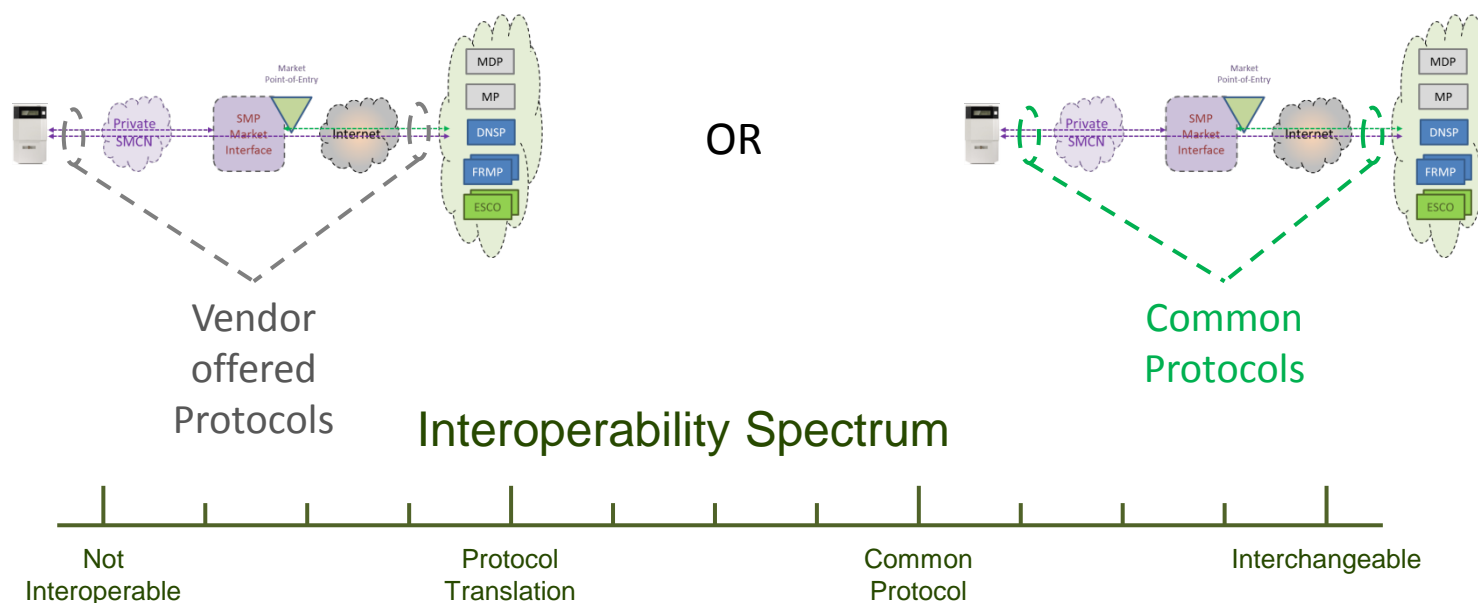 Market
Point-of-Entry
Private
SMCN
SMP
Market
Interface
Internet
MDP
MP
DNSP
FRMP
ESCO
Vendor
offered
Protocols
OR
Market
Point-of-Entry
Private
SMCN
SMP
Market
Interface
Internet
MDP
MP
DNSP
FRMP
ESCO
Common
Protocols
Interoperability Spectrum
Not
Interoperable
Protocol
Translation
Common
Protocol
Interchangeable